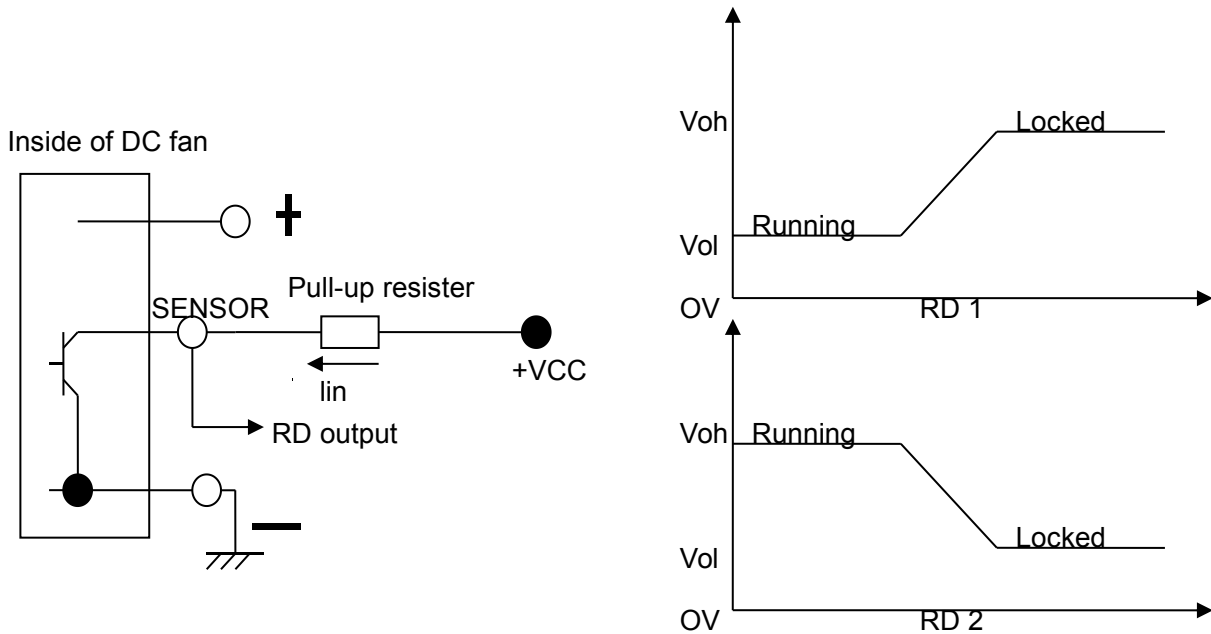 Inside of DC fan
+
SENSOR
Pull-up resister
+VCC
Iin
RD output
Voh
Locked
Running
Vol
OV
RD 1
Voh
Running
Locked
Vol
OV
RD 2